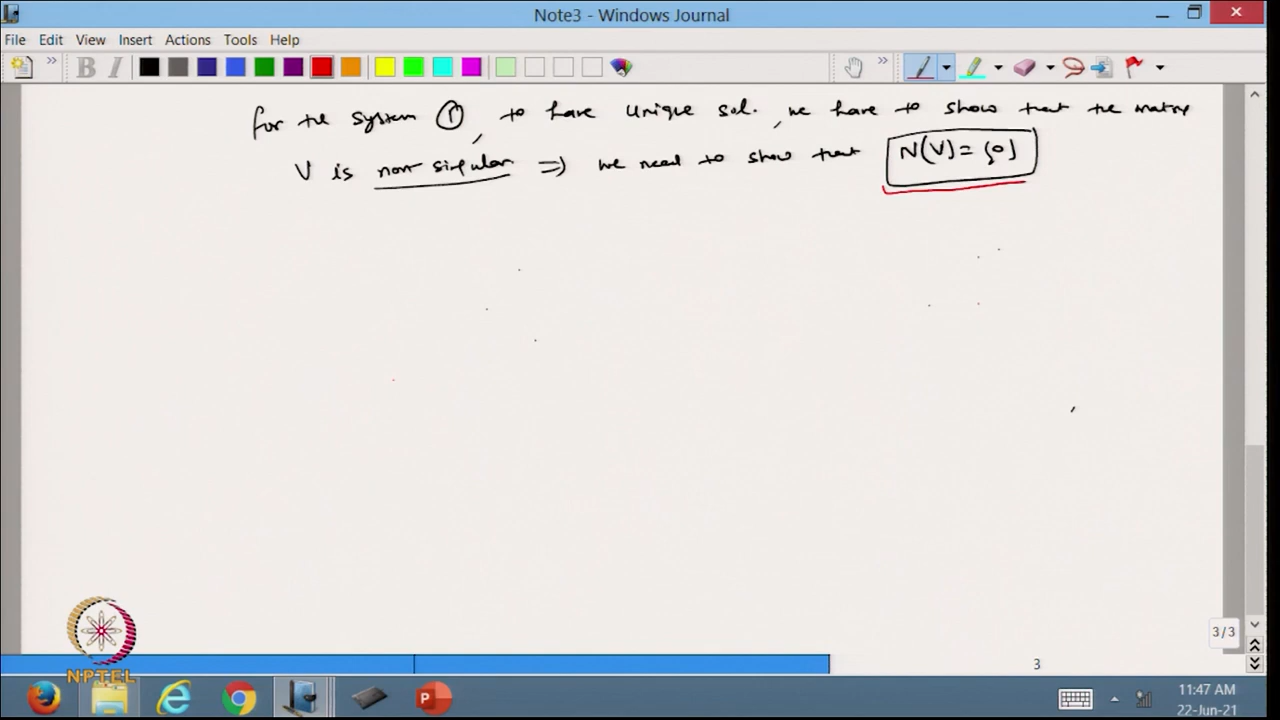 Note3 - Windows Journal
File Edit View Insert Actions Tools Help
B I
for the system ①, to have unique sol., we have to show that the matrix
V is non singular => we need to show that N(V) = {0}
3/3
3
NPTEL
11:47 AM
22-Jun-21